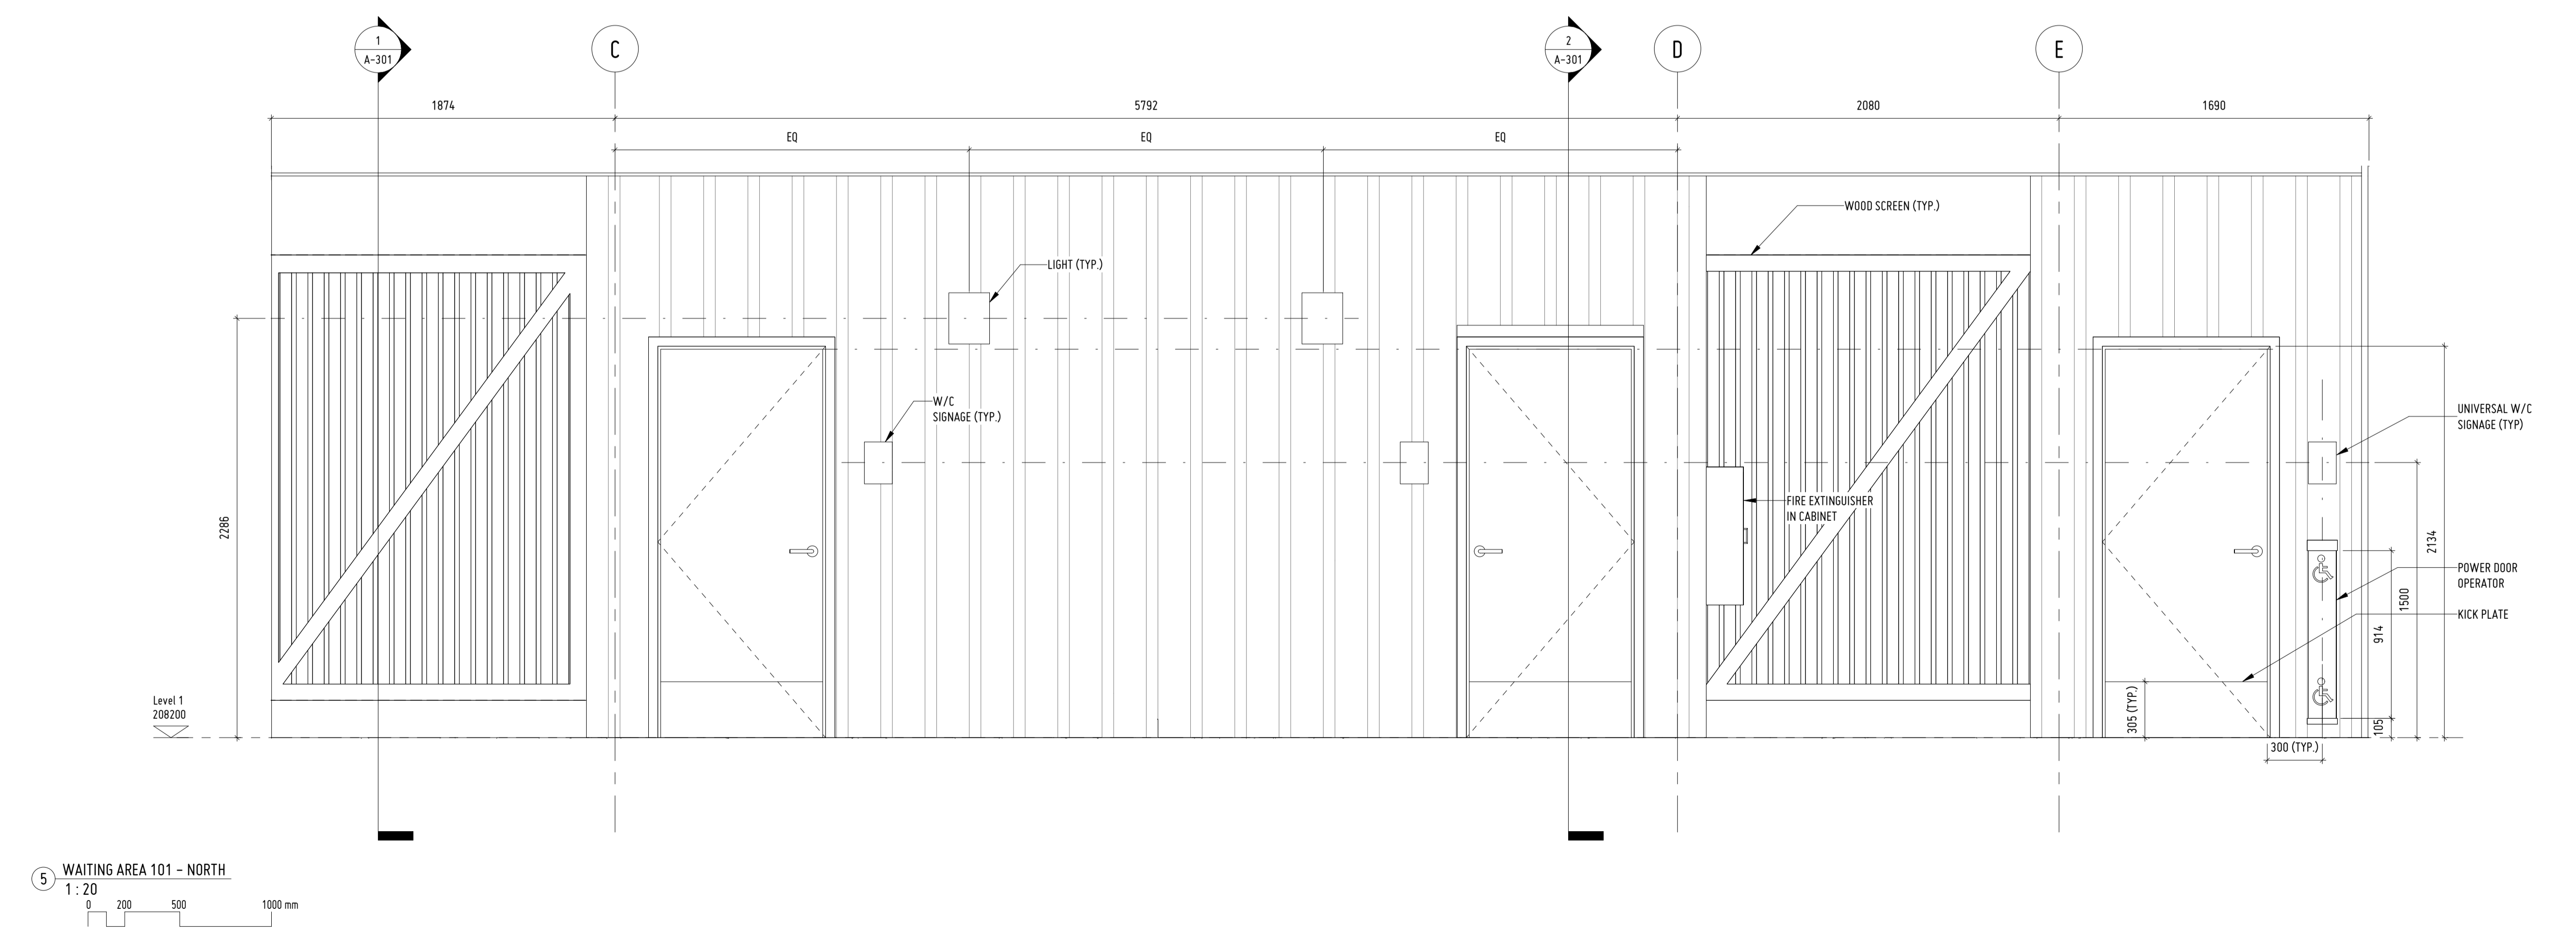 1
A-301
C
2
A-301
D
E
1874
5792
2080
1690
EQ
EQ
EQ
WOOD SCREEN (TYP.)
LIGHT (TYP.)
W/C
SIGNAGE (TYP.)
UNIVERSAL W/C
SIGNAGE (TYP)
FIRE EXTINGUISHER
IN CABINET
2286
2134
POWER DOOR
OPERATOR
1500
KICK PLATE
914
Level 1
208200
305 (TYP.)
105
300 (TYP.)
5
WAITING AREA 101 - NORTH
1 : 20
0 200 500 1000 mm